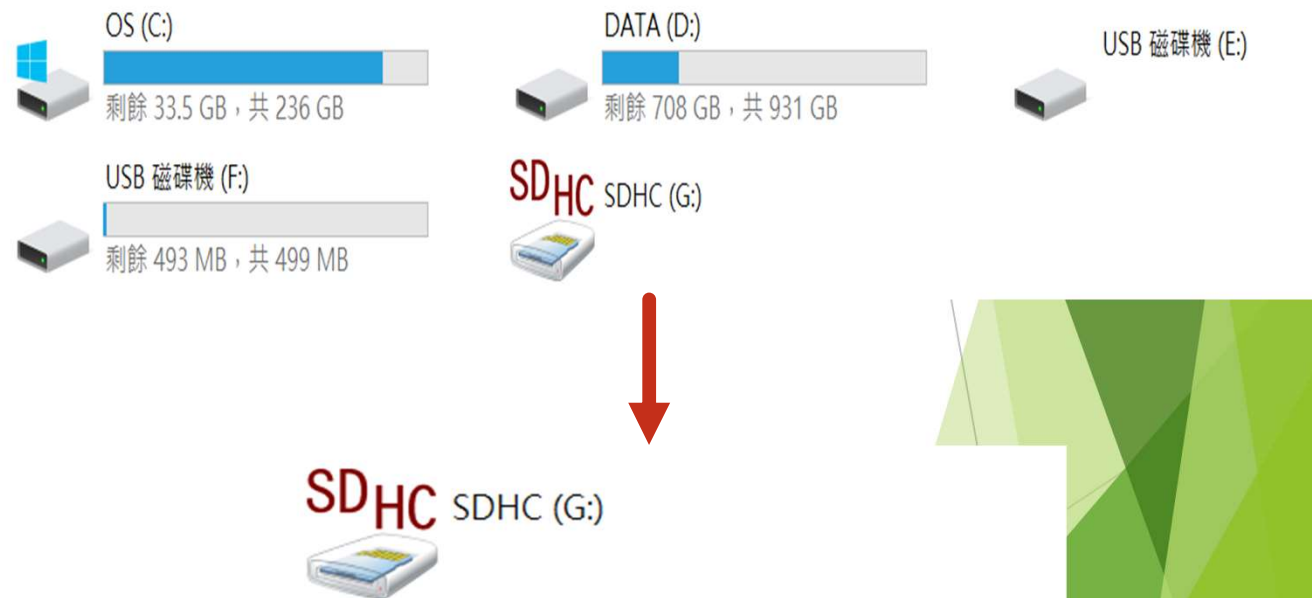 OS (C:)
剩餘 33.5 GB，共 236 GB
DATA (D:)
剩餘 708 GB，共 931 GB
USB 磁碟機 (E:)
USB 磁碟機 (F:)
剩餘 493 MB，共 499 MB
SDHC
SDHC (G:)
SDHC
SDHC (G:)